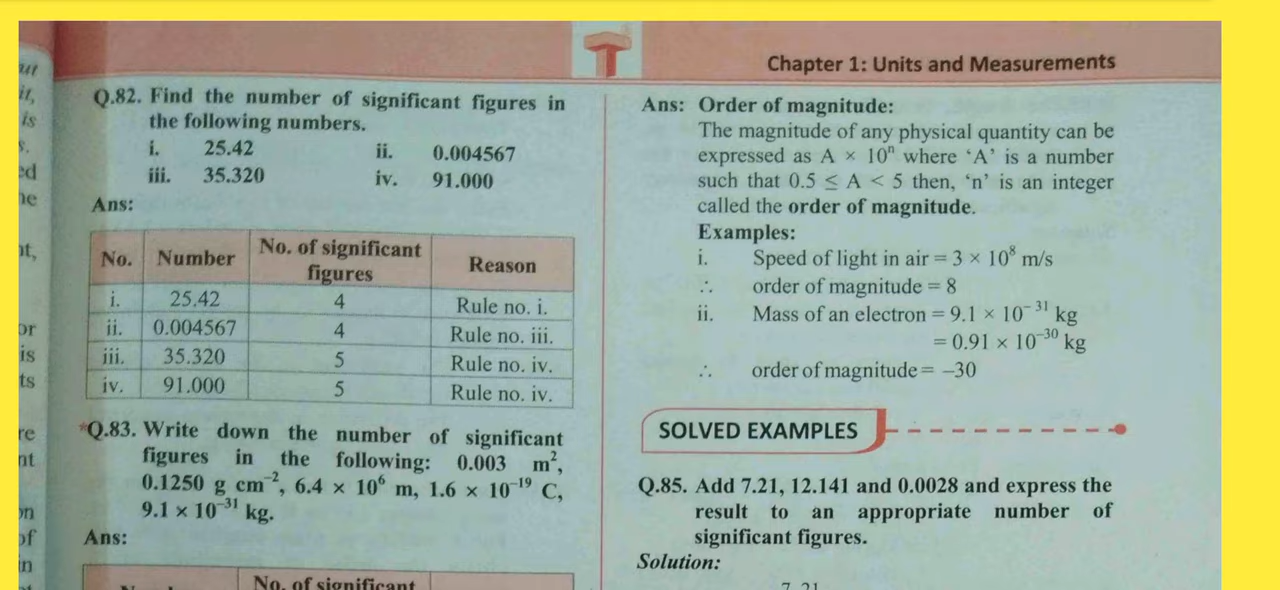 Chapter 1: Units and Measurements
Q.82. Find the number of significant figures in
the following numbers.
i. 25.42 ii. 0.004567
iii. 35.320 iv. 91.000
Ans:
No. Number No. of significant figures Reason
i. 25.42 4 Rule no. i.
ii. 0.004567 4 Rule no. iii.
iii. 35.320 5 Rule no. iv.
iv. 91.000 5 Rule no. iv.
*Q.83. Write down the number of significant
figures in the following: 0.003 m²,
0.1250 g cm⁻², 6.4 × 10⁶ m, 1.6 × 10⁻¹⁹ C,
9.1 × 10⁻³¹ kg.
Ans:
No. of significant
Ans: Order of magnitude:
The magnitude of any physical quantity can be
expressed as A × 10ⁿ where ‘A’ is a number
such that 0.5 ≤ A < 5 then, ‘n’ is an integer
called the order of magnitude.
Examples:
i. Speed of light in air = 3 × 10⁸ m/s
∴ order of magnitude = 8
ii. Mass of an electron = 9.1 × 10⁻³¹ kg
= 0.91 × 10⁻³⁰ kg
∴ order of magnitude = –30
SOLVED EXAMPLES
Q.85. Add 7.21, 12.141 and 0.0028 and express the
result to an appropriate number of
significant figures.
Solution:
7.21